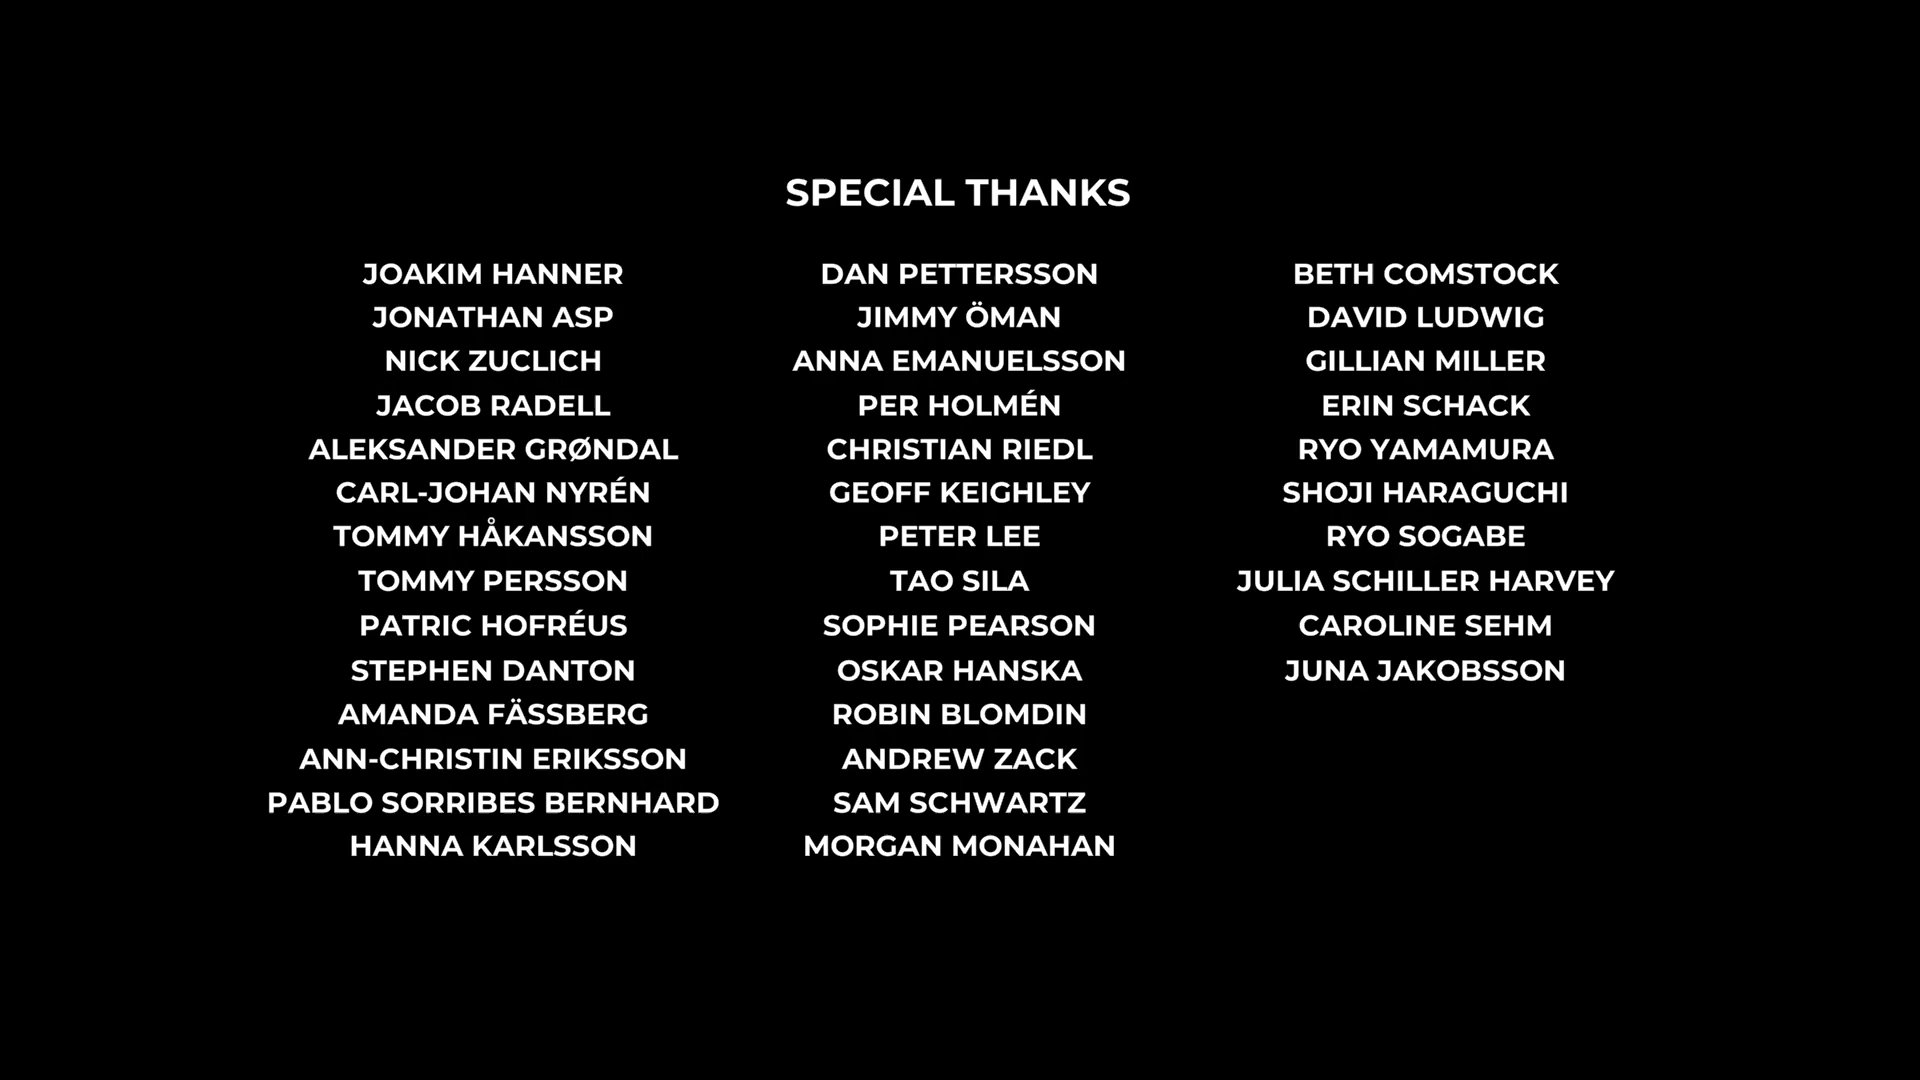 SPECIAL THANKS
JOAKIM HANNER
JONATHAN ASP
NICK ZUCLICH
JACOB RADELL
ALEKSANDER GRØNDAL
CARL-JOHAN NYRÉN
TOMMY HÅKANSSON
TOMMY PERSSON
PATRIC HOFRÉUS
STEPHEN DANTON
AMANDA FÄSSBERG
ANN-CHRISTIN ERIKSSON
PABLO SORRIBES BERNHARD
HANNA KARLSSON
DAN PETTERSSON
JIMMY ÖMAN
ANNA EMANUELSSON
PER HOLMÉN
CHRISTIAN RIEDL
GEOFF KEIGHLEY
PETER LEE
TAO SILA
SOPHIE PEARSON
OSKAR HANSKA
ROBIN BLOMDIN
ANDREW ZACK
SAM SCHWARTZ
MORGAN MONAHAN
BETH COMSTOCK
DAVID LUDWIG
GILLIAN MILLER
ERIN SCHACK
RYO YAMAMURA
SHOJI HARAGUCHI
RYO SOGABE
JULIA SCHILLER HARVEY
CAROLINE SEHM
JUNA JAKOBSSON